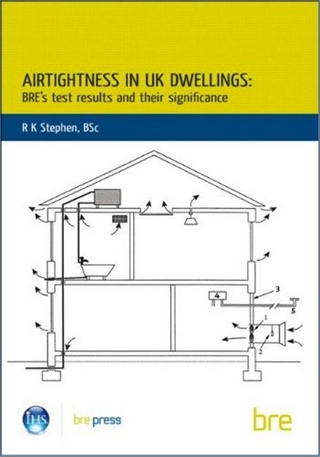 AIRTIGHTNESS IN UK DWELLINGS:
BRE's test results and their significance
R K Stephen, BSc
4
3
5
1
2
IHS
bre press
bre